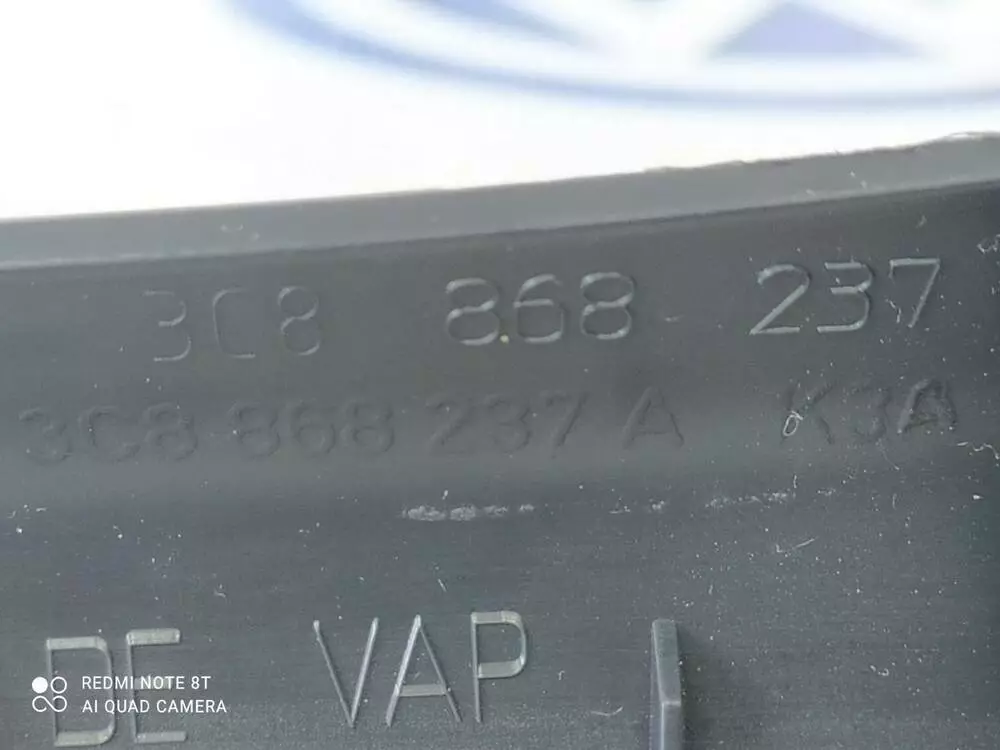 3C8 868 237
3C8 868 237 A K3A
DE VAP
REDMI NOTE 8T
AI QUAD CAMERA